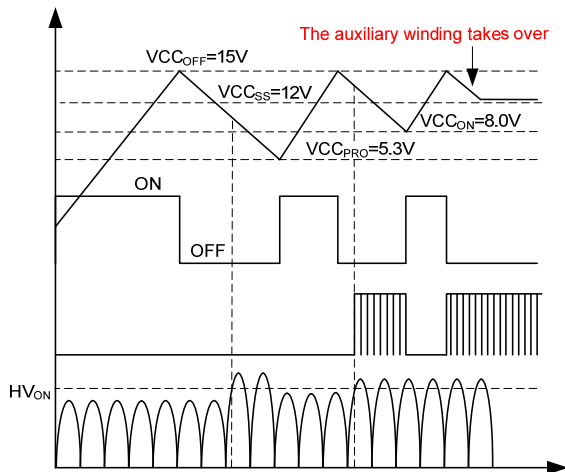 The auxiliary winding takes over
VCCOFF=15V
VCCSS=12V
VCCON=8.0V
VCCPRO=5.3V
ON
OFF
HVON